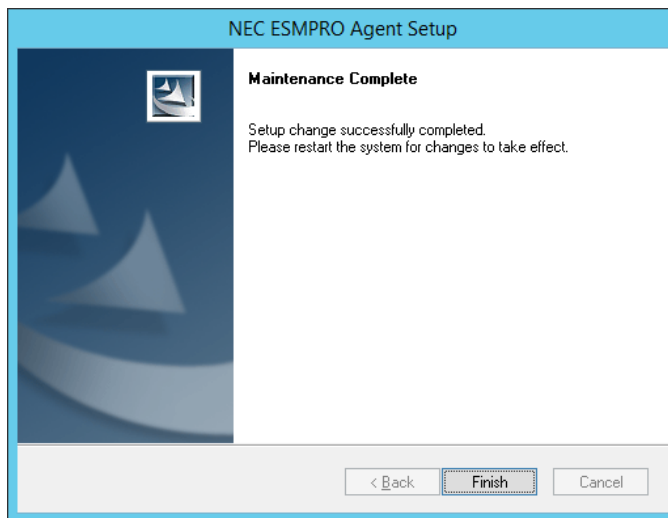 NEC ESMPRO Agent Setup
Maintenance Complete
Setup change successfully completed.
Please restart the system for changes to take effect.
< Back
Finish
Cancel